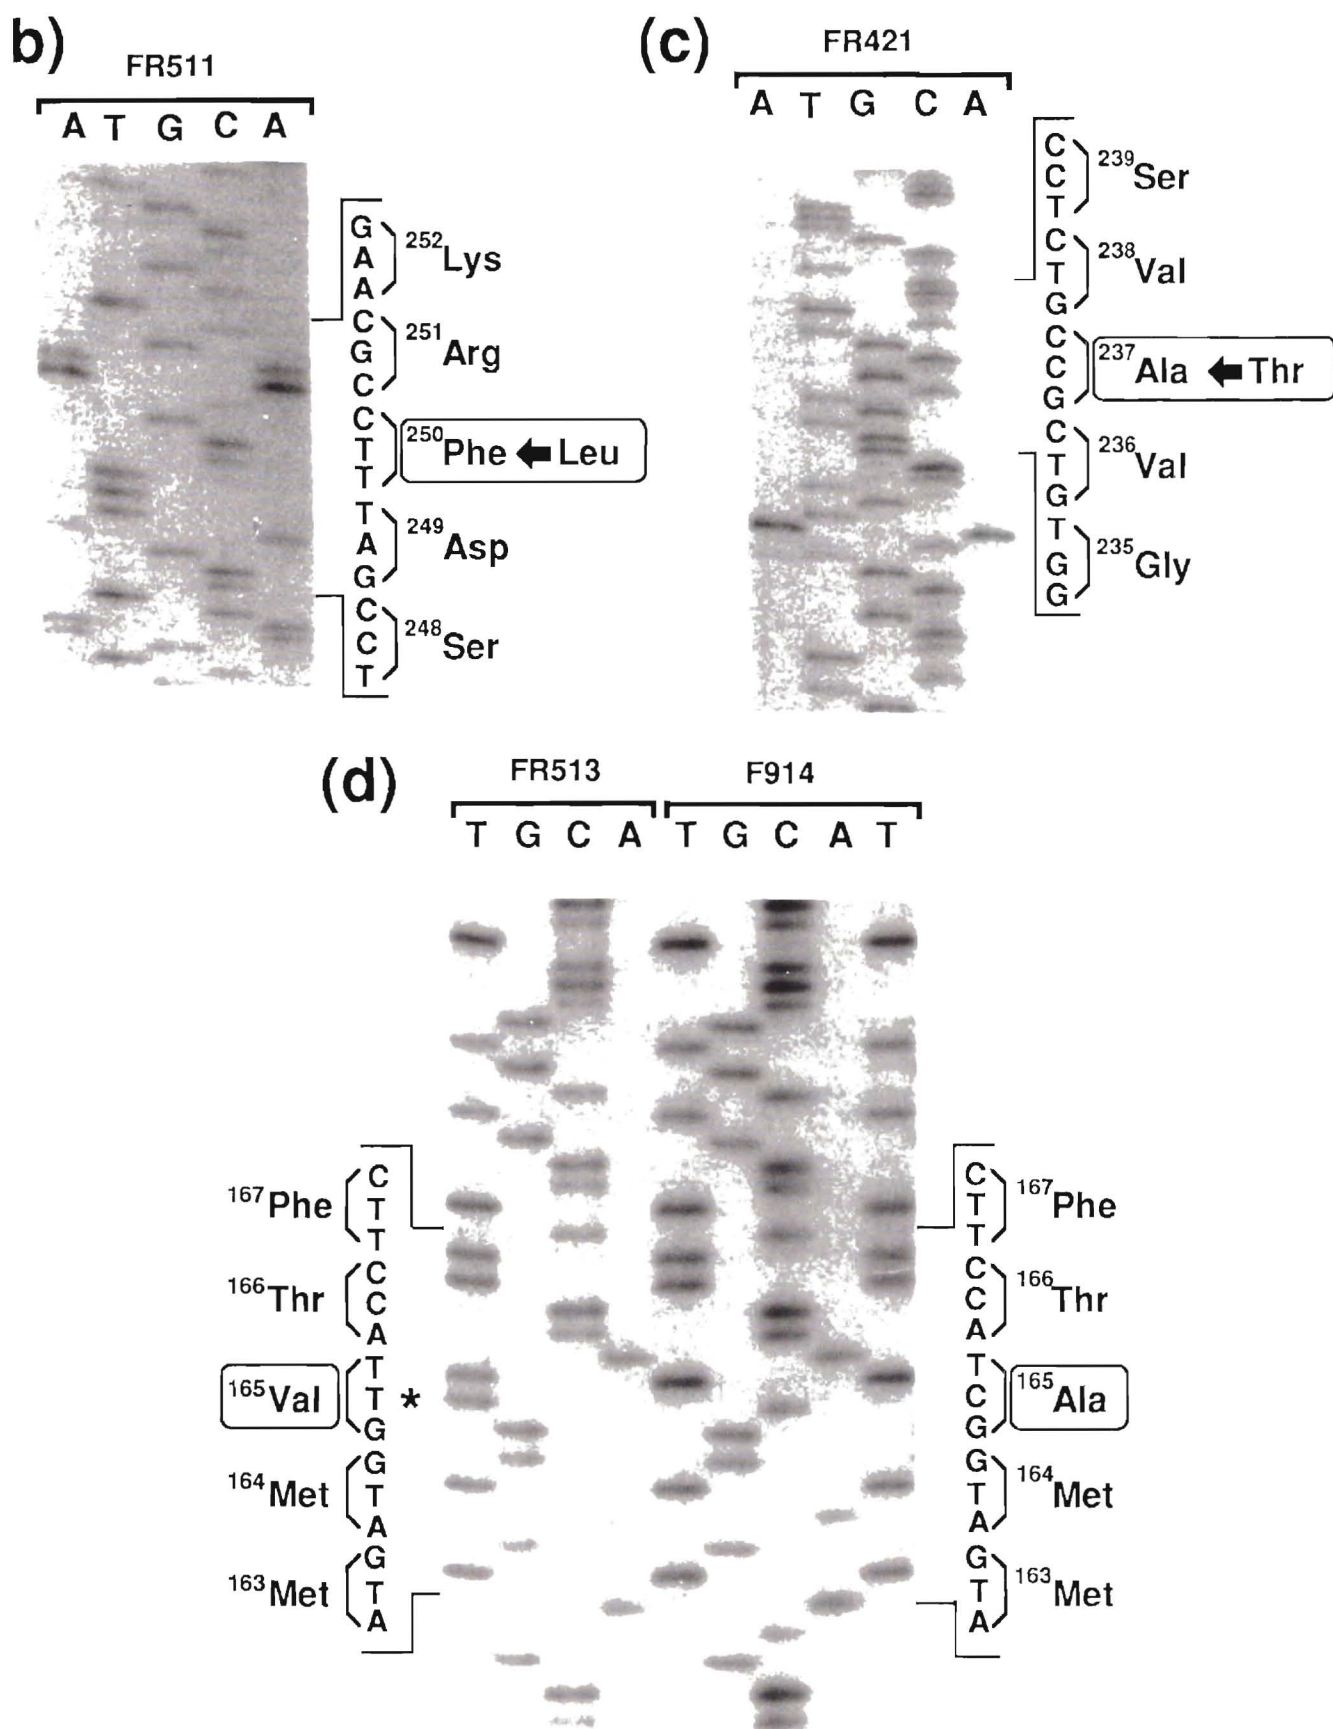 b)
FR511
A T G C A
G
A
A
²⁵²Lys
C
G
C
²⁵¹Arg
C
T
T
²⁵⁰Phe ← Leu
T
A
G
²⁴⁹Asp
C
C
T
²⁴⁸Ser
(c)
FR421
A T G C A
C
C
T
²³⁹Ser
C
T
G
²³⁸Val
C
C
G
²³⁷Ala ← Thr
C
T
G
²³⁶Val
T
G
G
²³⁵Gly
(d)
FR513
T G C A
F914
T G C A T
¹⁶⁷Phe
C
T
T
¹⁶⁶Thr
C
C
A
¹⁶⁵Val
T
T *
G
¹⁶⁴Met
G
T
A
¹⁶³Met
G
T
A
C
T
T
¹⁶⁷Phe
C
C
A
¹⁶⁶Thr
T
C
G
¹⁶⁵Ala
G
T
A
¹⁶⁴Met
G
T
A
¹⁶³Met